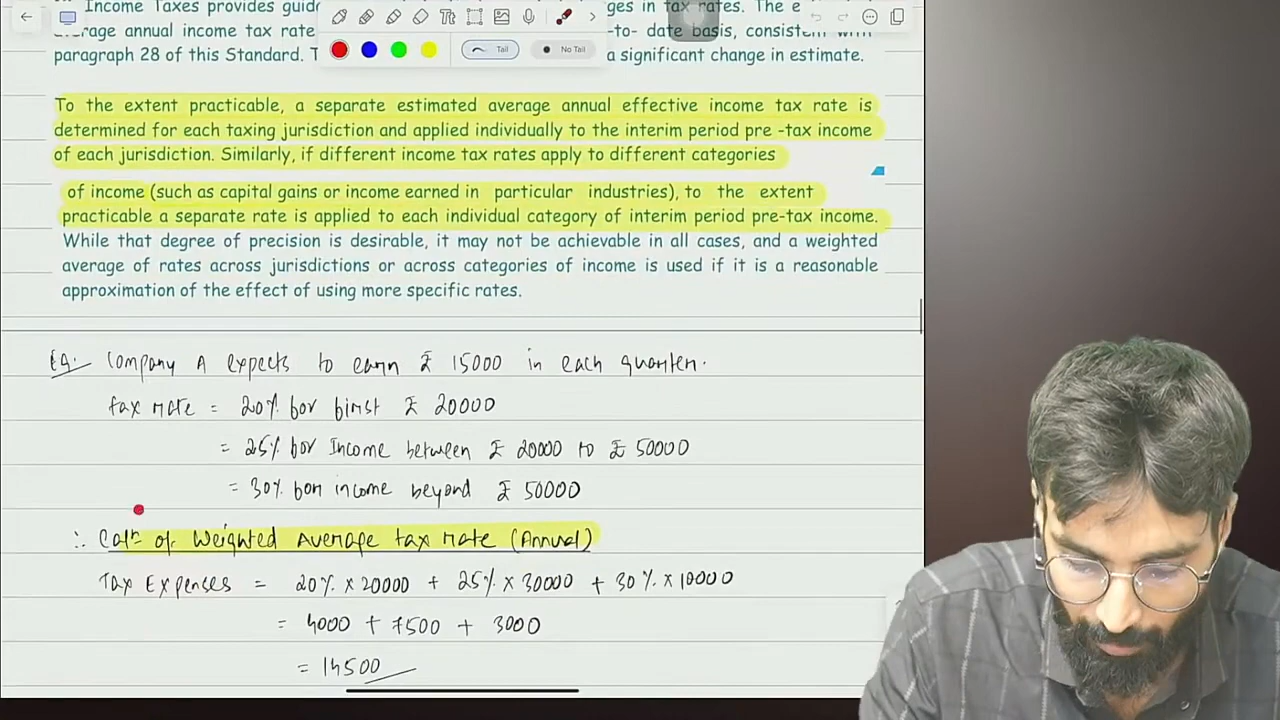 Income Taxes provides guid ges in tax rates. The e
rage annual income tax rate -to- date basis, consistent with
paragraph 28 of this Standard. T a significant change in estimate.
Tail
No Tail
To the extent practicable, a separate estimated average annual effective income tax rate is
determined for each taxing jurisdiction and applied individually to the interim period pre -tax income
of each jurisdiction. Similarly, if different income tax rates apply to different categories
of income (such as capital gains or income earned in particular industries), to the extent
practicable a separate rate is applied to each individual category of interim period pre-tax income.
While that degree of precision is desirable, it may not be achievable in all cases, and a weighted
average of rates across jurisdictions or across categories of income is used if it is a reasonable
approximation of the effect of using more specific rates.
Eg. Company A expects to earn ₹ 15000 in each quarter.
tax rate = 20% for first ₹ 20000
= 25% for Income between ₹ 20000 to ₹ 50000
= 30% for income beyond ₹ 50000
∴ Caln of Weighted Average tax rate (Annual)
Tax Expenses = 20% × 20000 + 25% × 30000 + 30% × 10000
= 4000 + 7500 + 3000
= 14500